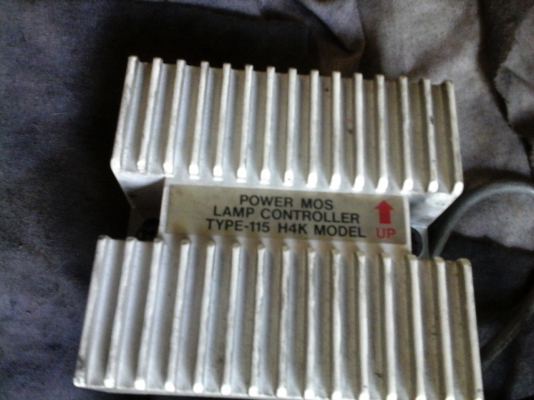 POWER MOS
LAMP CONTROLLER
TYPE-115 H4K MODEL
UP